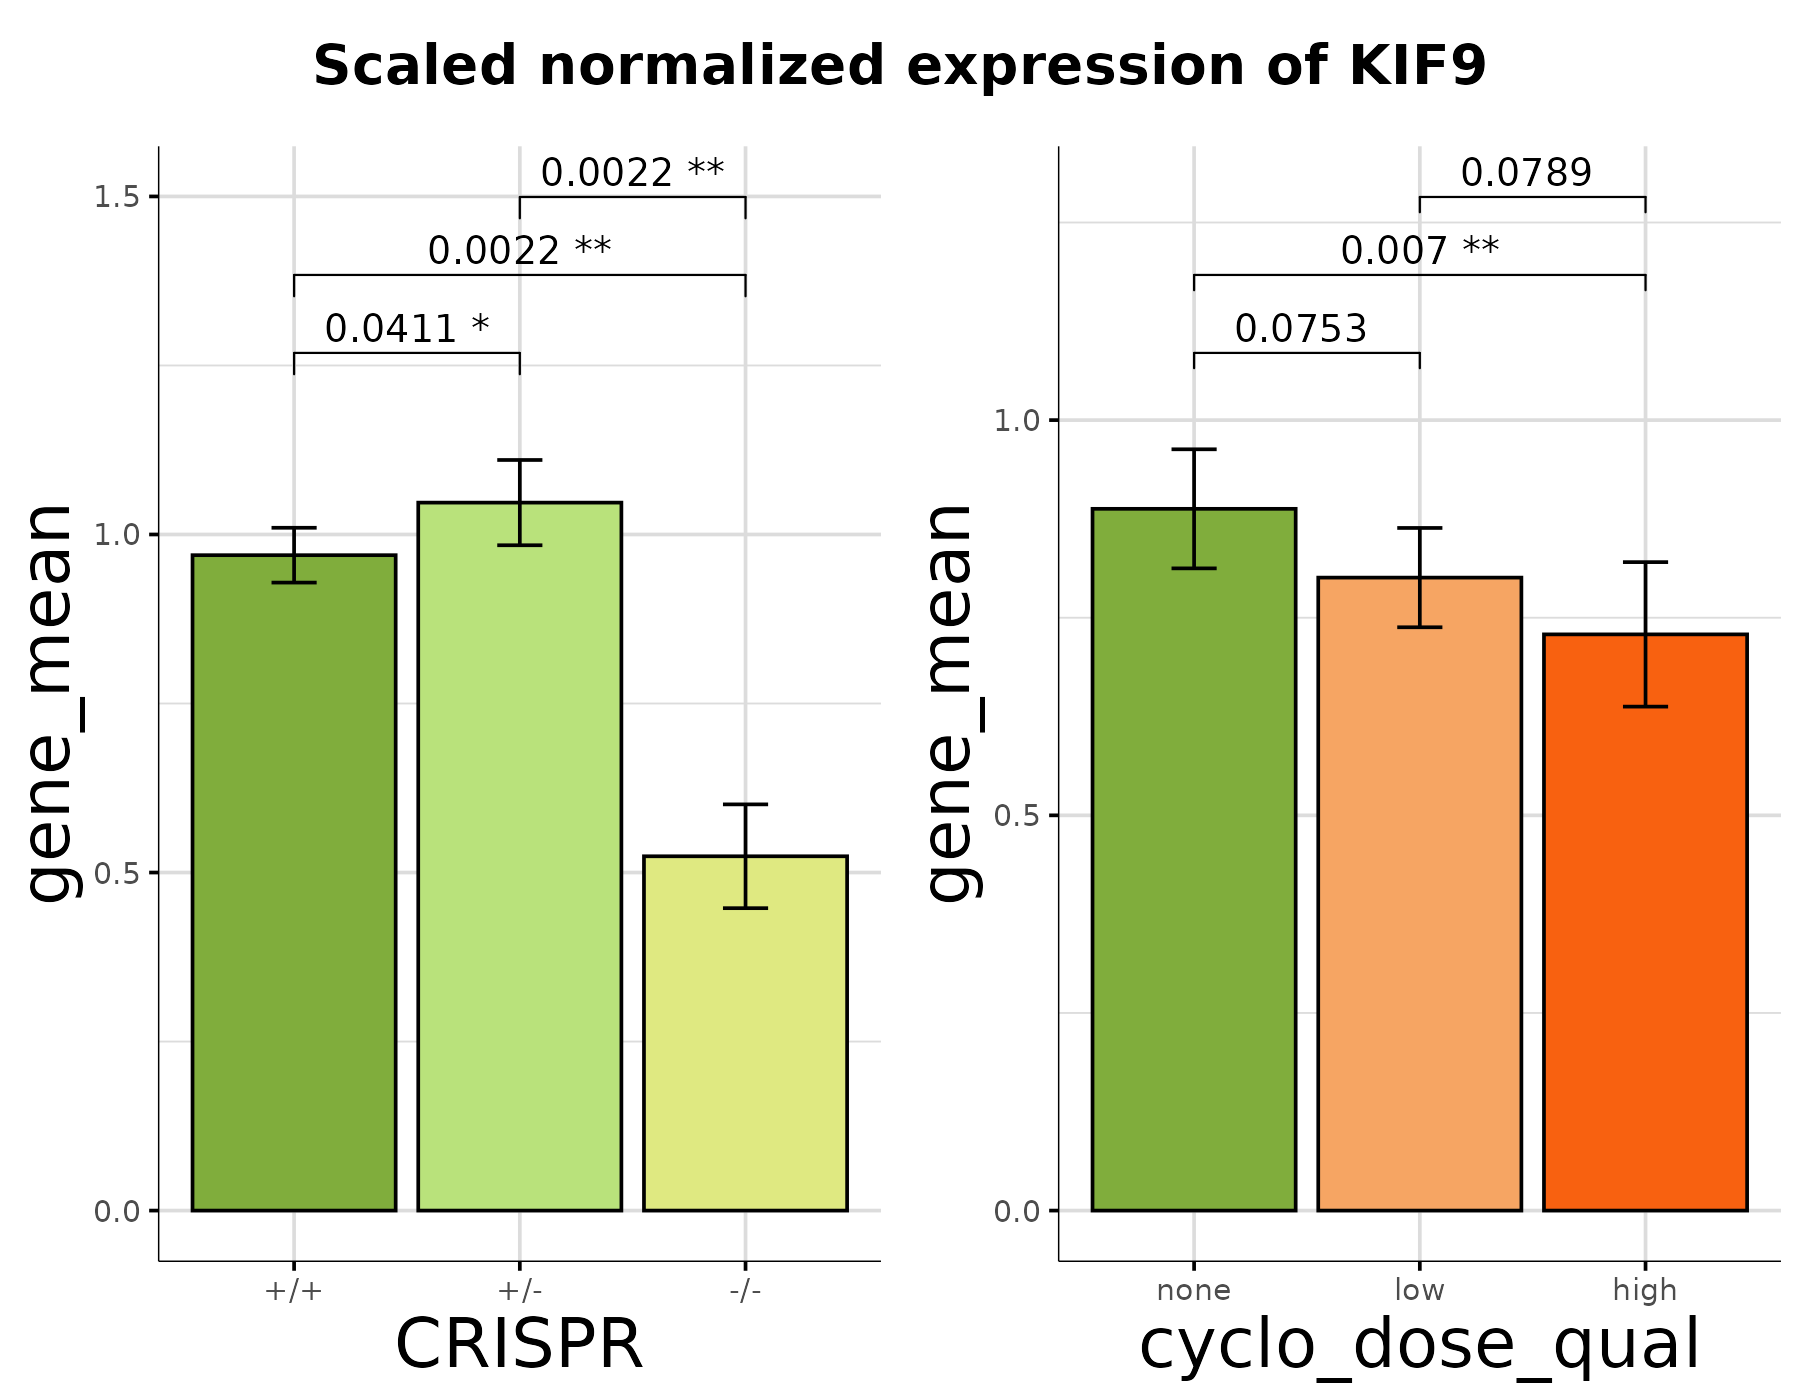 Scaled normalized expression of KIF9
0.0022 **
0.0022 **
0.0411 *
1.5
1.0
0.5
0.0
gene_mean
+/+ +/- -/-
CRISPR
0.0789
0.007 **
0.0753
1.0
0.5
0.0
gene_mean
none low high
cyclo_dose_qual